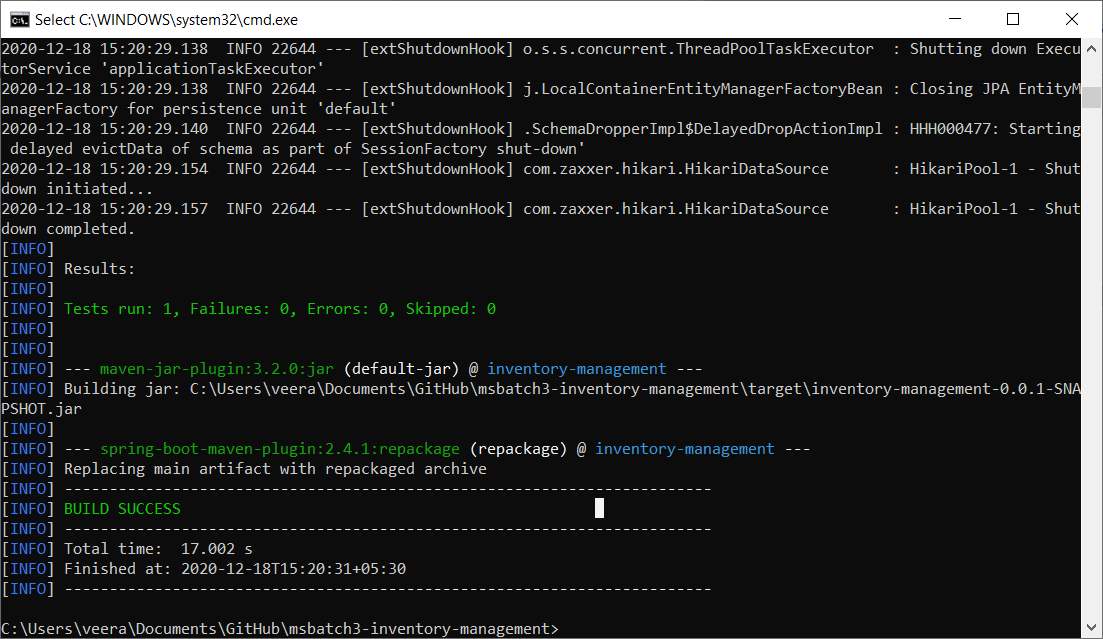 Select C:\WINDOWS\system32\cmd.exe
2020-12-18 15:20:29.138  INFO 22644 --- [extShutdownHook] o.s.s.concurrent.ThreadPoolTaskExecutor  : Shutting down Execu
torService 'applicationTaskExecutor'
2020-12-18 15:20:29.138  INFO 22644 --- [extShutdownHook] j.LocalContainerEntityManagerFactoryBean : Closing JPA EntityM
anagerFactory for persistence unit 'default'
2020-12-18 15:20:29.140  INFO 22644 --- [extShutdownHook] .SchemaDropperImpl$DelayedDropActionImpl : HHH000477: Starting
 delayed evictData of schema as part of SessionFactory shut-down'
2020-12-18 15:20:29.154  INFO 22644 --- [extShutdownHook] com.zaxxer.hikari.HikariDataSource       : HikariPool-1 - Shut
down initiated...
2020-12-18 15:20:29.157  INFO 22644 --- [extShutdownHook] com.zaxxer.hikari.HikariDataSource       : HikariPool-1 - Shut
down completed.
[INFO]
[INFO] Results:
[INFO]
[INFO] Tests run: 1, Failures: 0, Errors: 0, Skipped: 0
[INFO]
[INFO]
[INFO] --- maven-jar-plugin:3.2.0:jar (default-jar) @ inventory-management ---
[INFO] Building jar: C:\Users\veera\Documents\GitHub\msbatch3-inventory-management\target\inventory-management-0.0.1-SNA
PSHOT.jar
[INFO]
[INFO] --- spring-boot-maven-plugin:2.4.1:repackage (repackage) @ inventory-management ---
[INFO] Replacing main artifact with repackaged archive
[INFO] ------------------------------------------------------------------------
[INFO] BUILD SUCCESS
[INFO] ------------------------------------------------------------------------
[INFO] Total time:  17.002 s
[INFO] Finished at: 2020-12-18T15:20:31+05:30
[INFO] ------------------------------------------------------------------------
C:\Users\veera\Documents\GitHub\msbatch3-inventory-management>